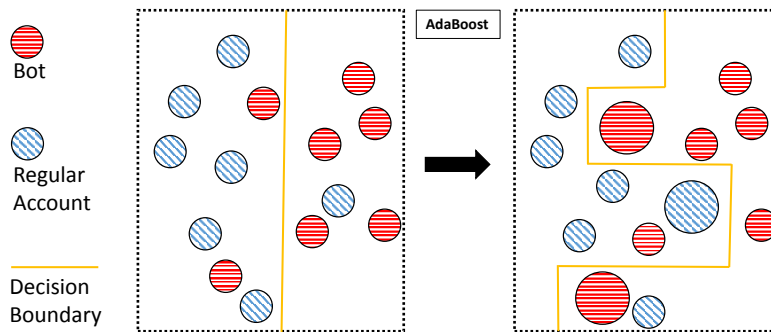 Bot
Regular
Account
Decision
Boundary
AdaBoost